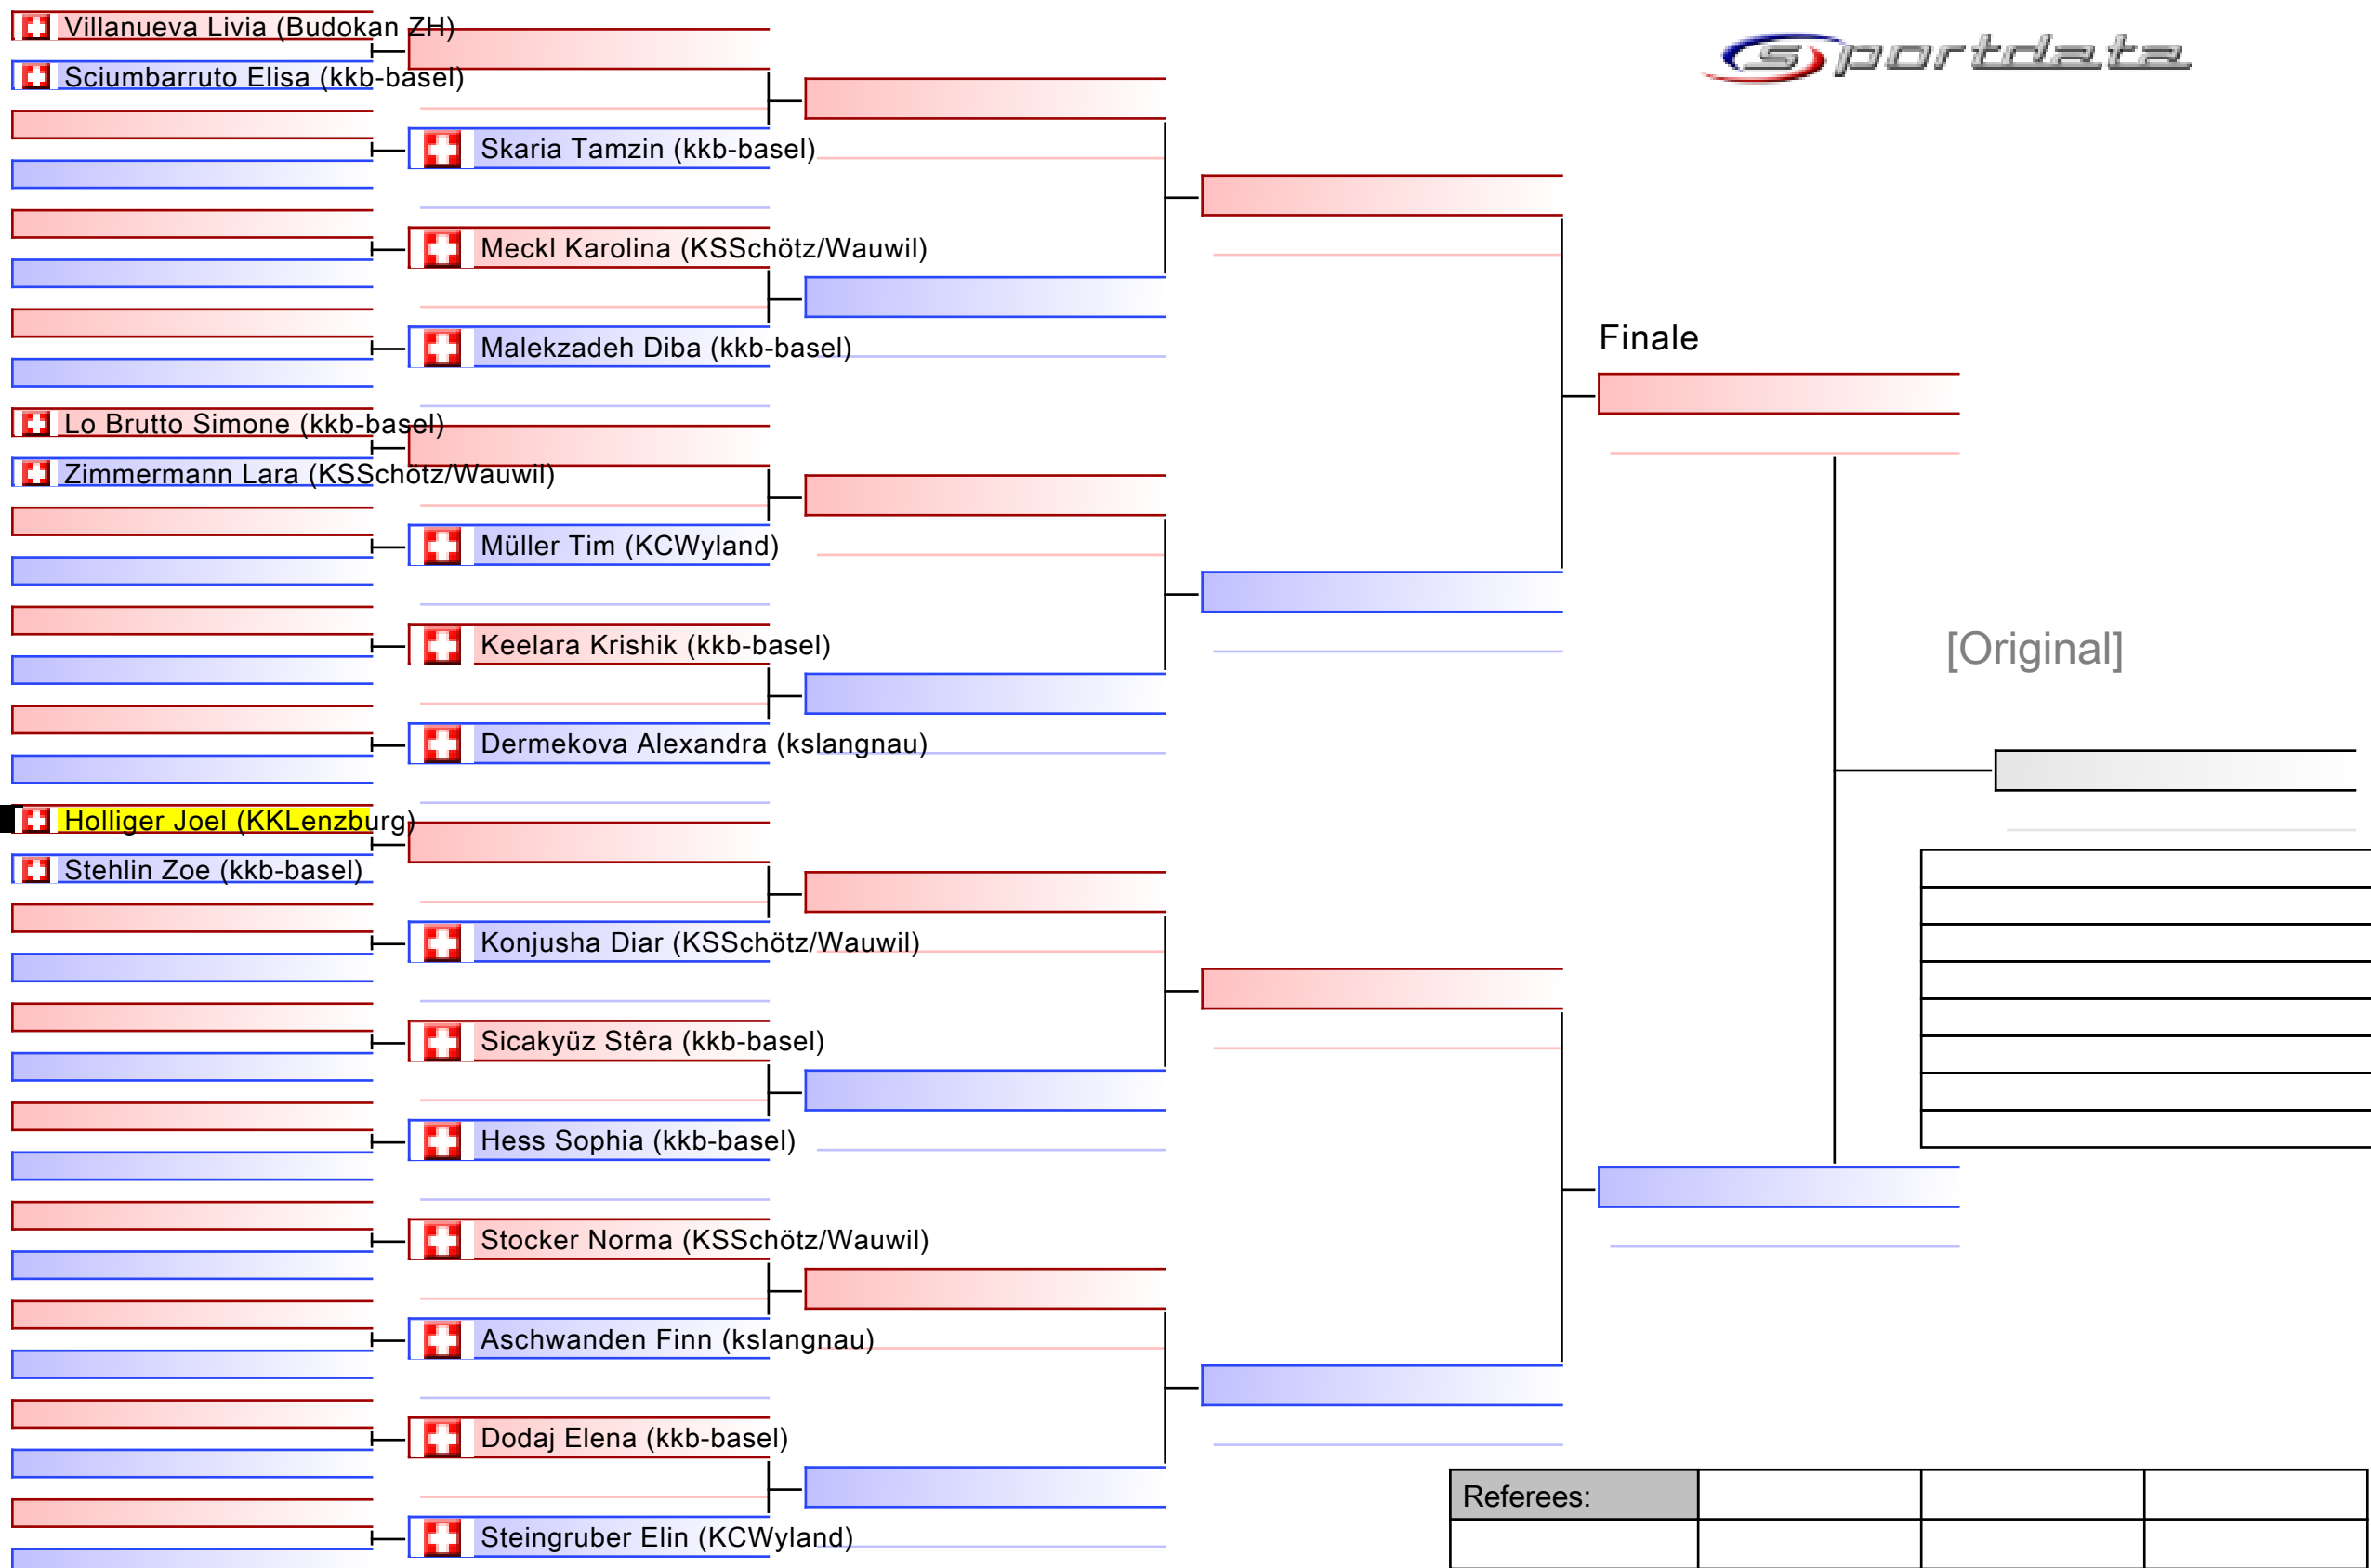 Villanueva Livia (Budokan ZH)
Sciumbarruto Elisa (kkb-basel)
Skaria Tamzin (kkb-basel)
Meckl Karolina (KSSchötz/Wauwil)
Malekzadeh Diba (kkb-basel)
Lo Brutto Simone (kkb-basel)
Zimmermann Lara (KSSchötz/Wauwil)
Müller Tim (KCWyland)
Keelara Krishik (kkb-basel)
Dermekova Alexandra (kslangnau)
Holliger Joel (KKLenzburg)
Stehlin Zoe (kkb-basel)
Konjusha Diar (KSSchötz/Wauwil)
Sicakyüz Stêra (kkb-basel)
Hess Sophia (kkb-basel)
Stocker Norma (KSSchötz/Wauwil)
Aschwanden Finn (kslangnau)
Dodaj Elena (kkb-basel)
Steingruber Elin (KCWyland)
sportdata
Finale
[Original]
Referees: